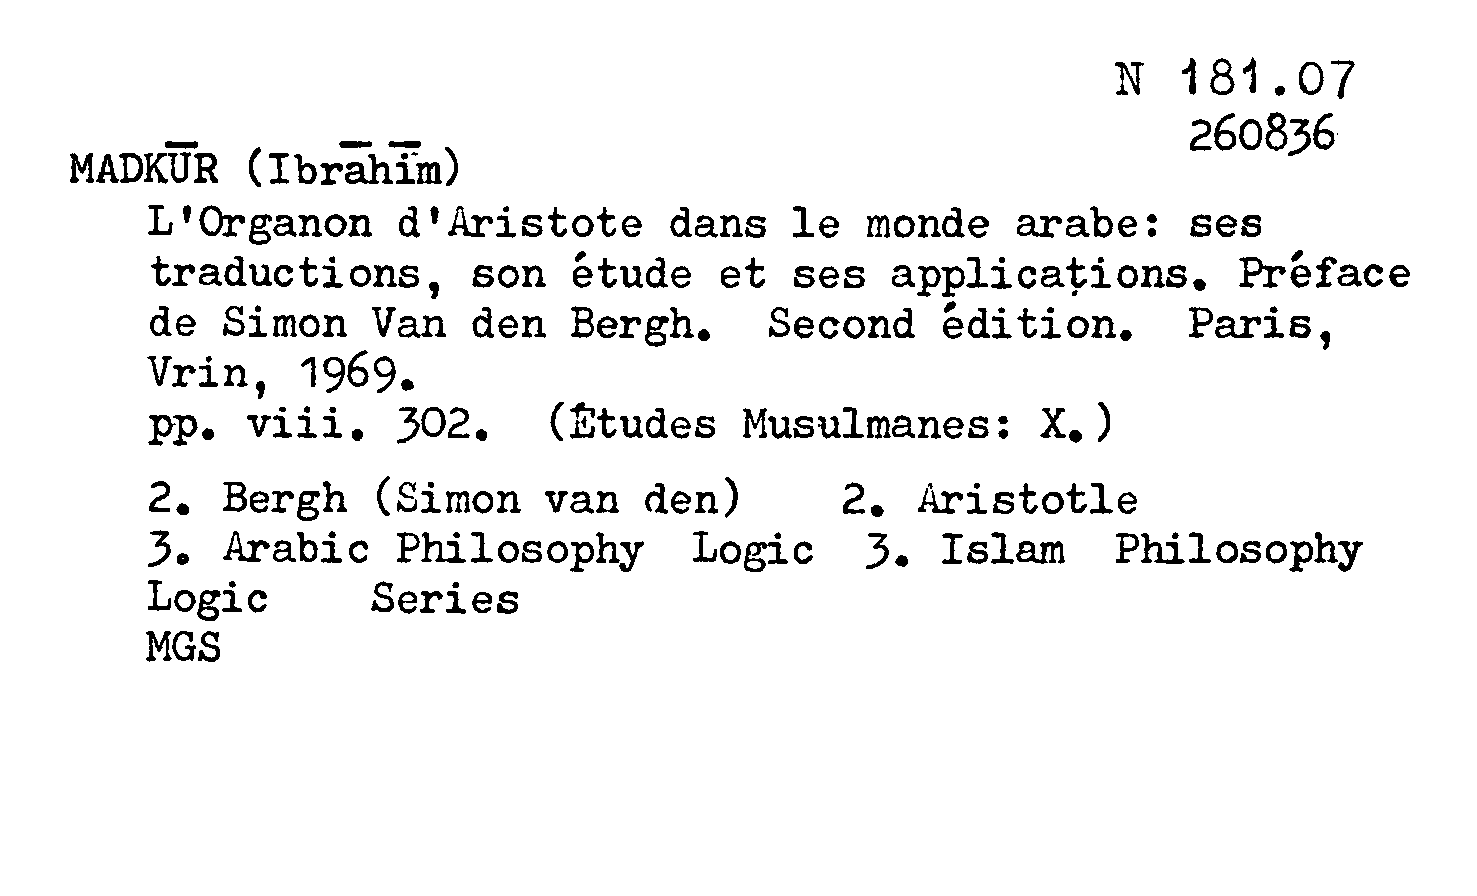 N 181.07
260836
MADKŪR (Ibrāhīm)
L'Organon d'Aristote dans le monde arabe: ses
traductions, son étude et ses applications. Préface
de Simon Van den Bergh. Second édition. Paris,
Vrin, 1969.
pp. viii. 302. (Études Musulmanes: X.)
2. Bergh (Simon van den) 2. Aristotle
3. Arabic Philosophy Logic 3. Islam Philosophy
Logic Series
MGS